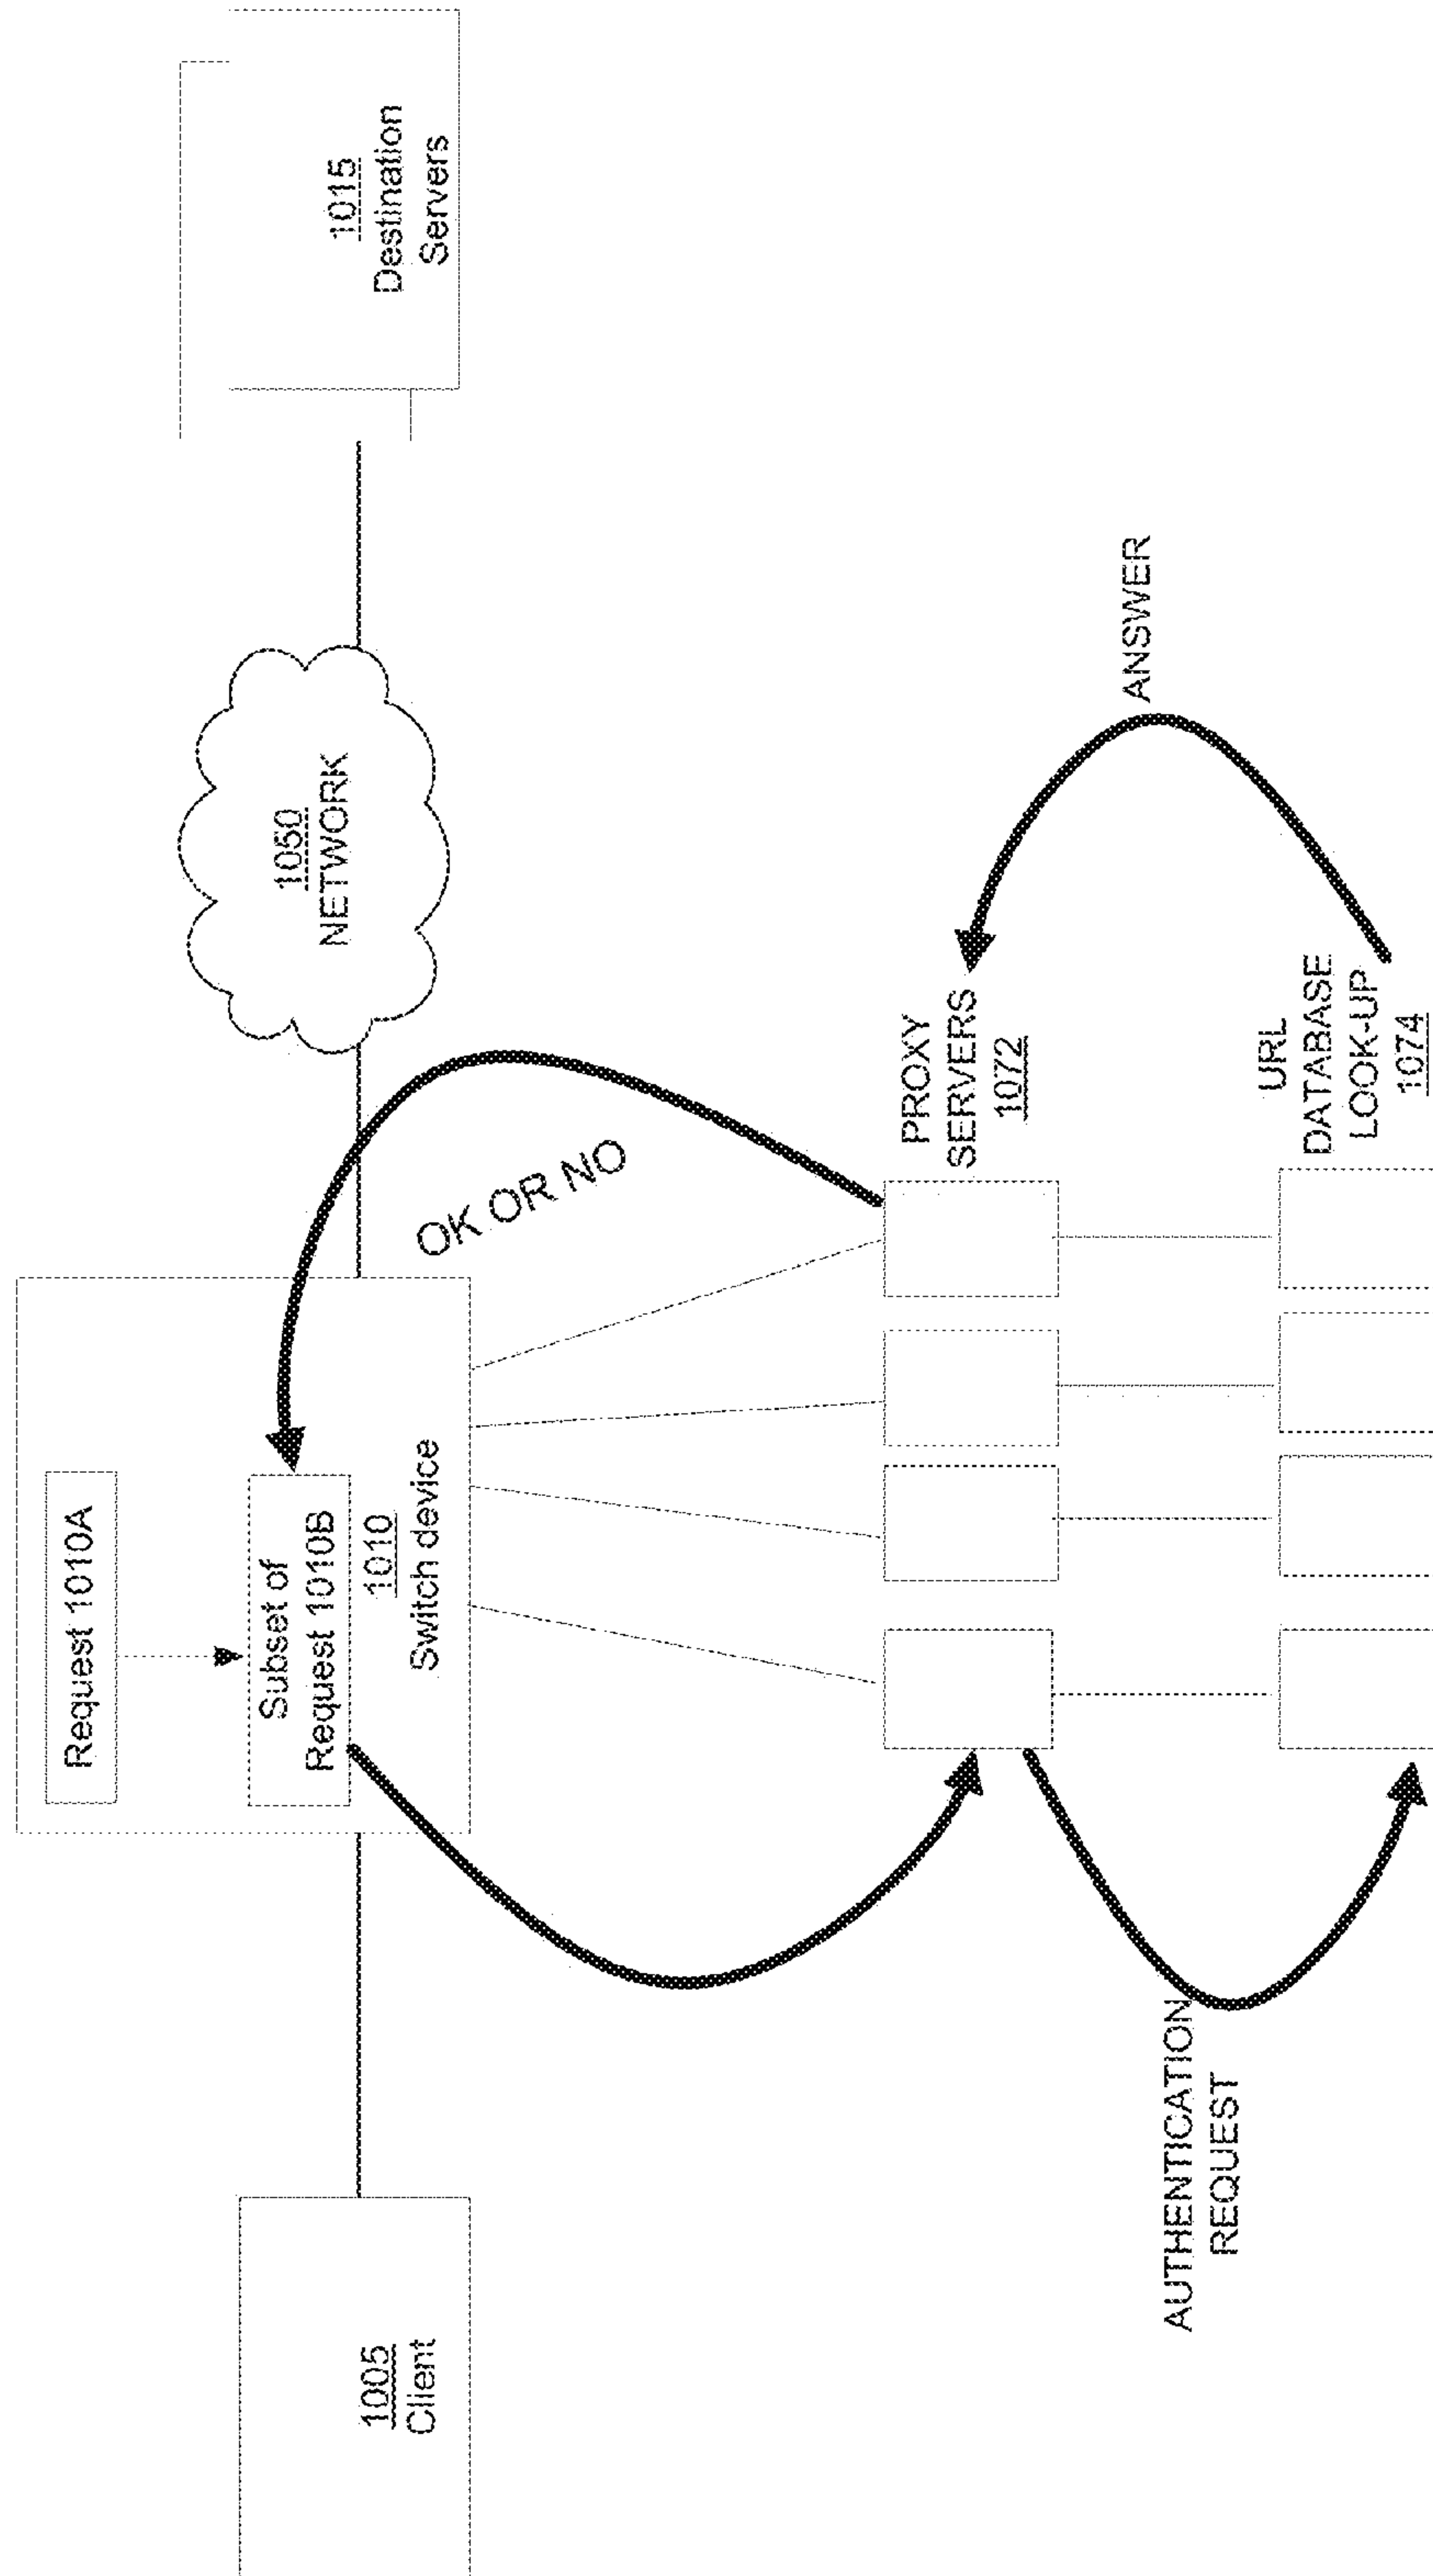 Request 1010A
Subset of
Request 1010B
1010
Switch device
1005
Client
1050
NETWORK
1015
Destination
Servers
OK OR NO
PROXY
SERVERS
1072
ANSWER
URL
DATABASE
LOOK-UP
1074
AUTHENTICATION
REQUEST